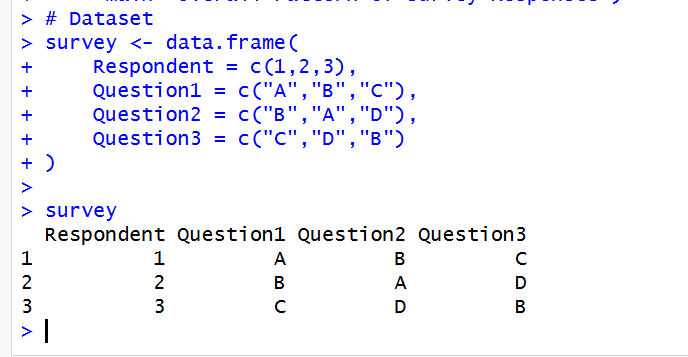 > # Dataset
> survey <- data.frame(
+     Respondent = c(1,2,3),
+     Question1 = c("A","B","C"),
+     Question2 = c("B","A","D"),
+     Question3 = c("C","D","B")
+ )
>
> survey
  Respondent Question1 Question2 Question3
1          1         A         B         C
2          2         B         A         D
3          3         C         D         B
>